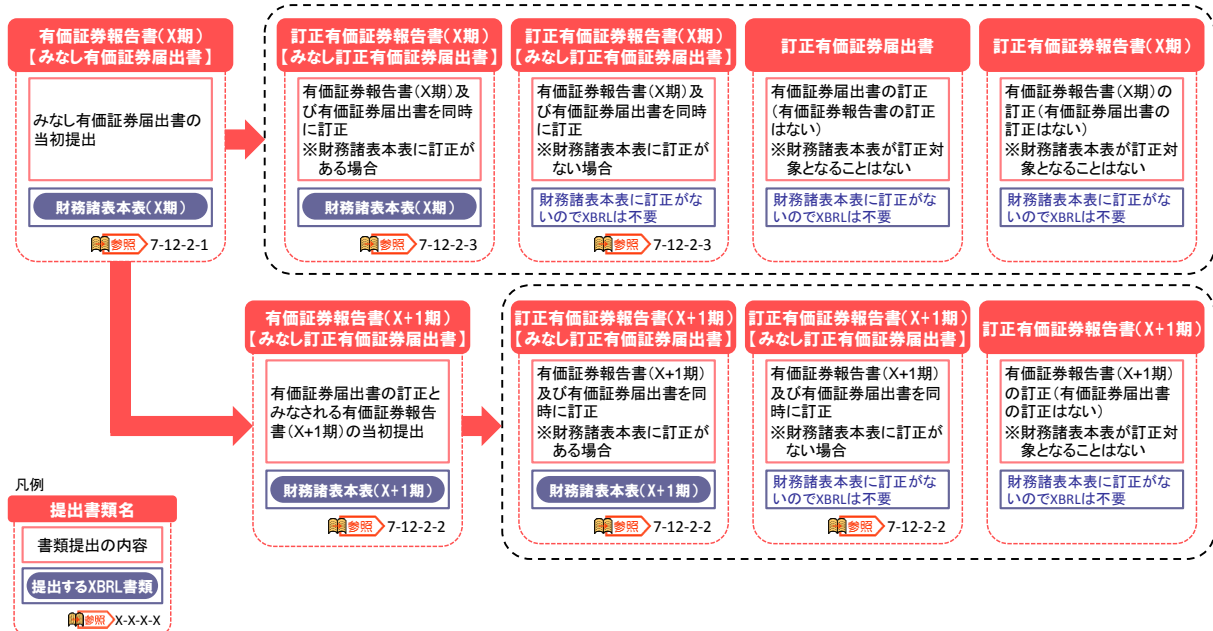 有価証券報告書(X期)
【みなし有価証券届出書】
みなし有価証券届出書の
当初提出
財務諸表本表(X期)
参照 7-12-2-1
訂正有価証券報告書(X期)
【みなし訂正有価証券届出書】
有価証券報告書(X期)及
び有価証券届出書を同時
に訂正
※財務諸表本表に訂正が
ある場合
財務諸表本表(X期)
参照 7-12-2-3
訂正有価証券報告書(X期)
【みなし訂正有価証券届出書】
有価証券報告書(X期)及
び有価証券届出書を同時
に訂正
※財務諸表本表に訂正が
ない場合
財務諸表本表に訂正がな
いのでXBRLは不要
参照 7-12-2-3
訂正有価証券届出書
有価証券届出書の訂正
(有価証券報告書の訂正
はない)
※財務諸表本表が訂正対
象となることはない
財務諸表本表に訂正がな
いのでXBRLは不要
訂正有価証券報告書(X期)
有価証券報告書(X期)の
訂正(有価証券届出書の
訂正はない)
※財務諸表本表が訂正対
象となることはない
財務諸表本表に訂正がな
いのでXBRLは不要
有価証券報告書(X+1期)
【みなし訂正有価証券届出書】
有価証券届出書の訂正と
みなされる有価証券報告
書(X+1期)の当初提出
財務諸表本表(X+1期)
参照 7-12-2-2
訂正有価証券報告書(X+1期)
【みなし訂正有価証券届出書】
有価証券報告書(X+1期)
及び有価証券届出書を同
時に訂正
※財務諸表本表に訂正が
ある場合
財務諸表本表(X+1期)
参照 7-12-2-2
訂正有価証券報告書(X+1期)
【みなし訂正有価証券届出書】
有価証券報告書(X+1期)
及び有価証券届出書を同
時に訂正
※財務諸表本表に訂正が
ない場合
財務諸表本表に訂正がな
いのでXBRLは不要
参照 7-12-2-2
訂正有価証券報告書(X+1期)
有価証券報告書(X+1期)
の訂正(有価証券届出書
の訂正はない)
※財務諸表本表が訂正対
象となることはない
財務諸表本表に訂正がな
いのでXBRLは不要
凡例
提出書類名
書類提出の内容
提出するXBRL書類
参照 X-X-X-X